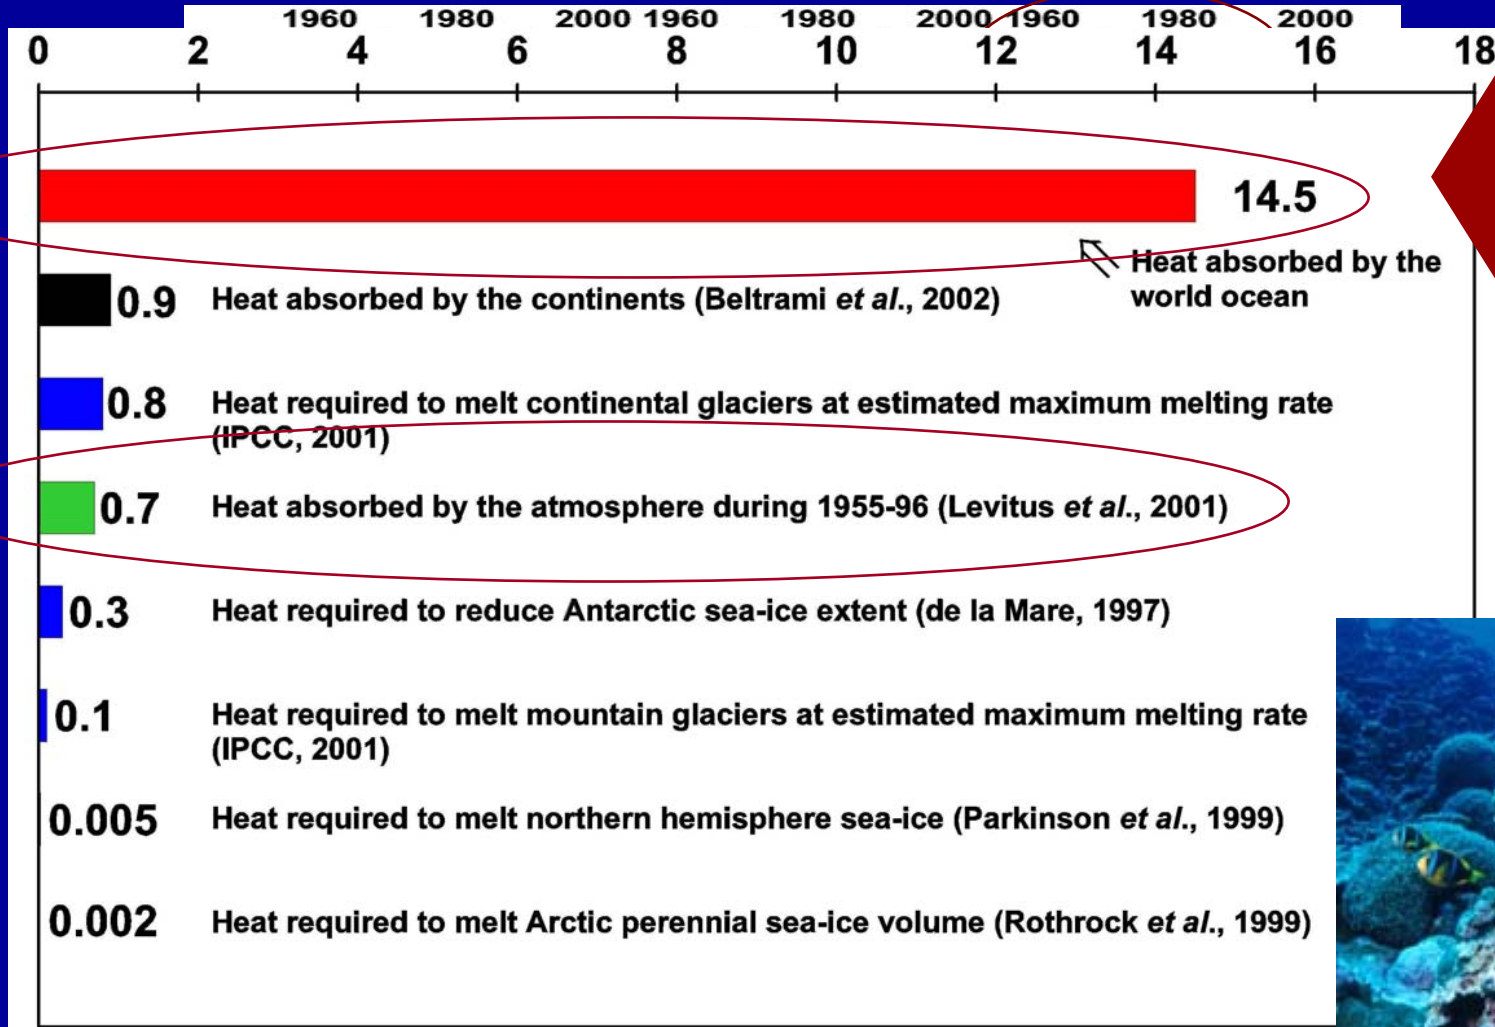 1960 1980 2000 1960 1980 2000 1960 1980 2000
0 2 4 6 8 10 12 14 16 18
14.5
Heat absorbed by the
world ocean
0.9 Heat absorbed by the continents (Beltrami et al., 2002)
0.8 Heat required to melt continental glaciers at estimated maximum melting rate
(IPCC, 2001)
0.7 Heat absorbed by the atmosphere during 1955-96 (Levitus et al., 2001)
0.3 Heat required to reduce Antarctic sea-ice extent (de la Mare, 1997)
0.1 Heat required to melt mountain glaciers at estimated maximum melting rate
(IPCC, 2001)
0.005 Heat required to melt northern hemisphere sea-ice (Parkinson et al., 1999)
0.002 Heat required to melt Arctic perennial sea-ice volume (Rothrock et al., 1999)